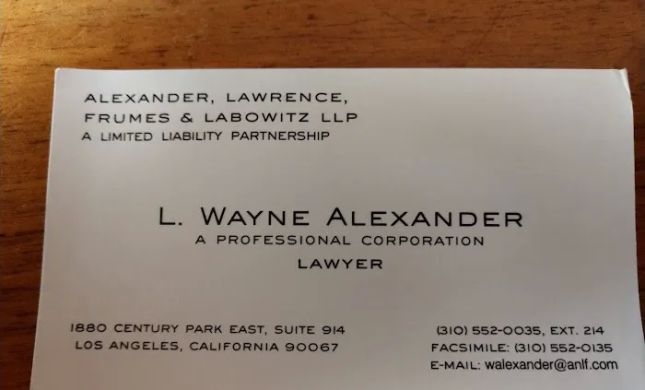 ALEXANDER, LAWRENCE,
FRUMES & LABOWITZ LLP
A LIMITED LIABILITY PARTNERSHIP
L. WAYNE ALEXANDER
A PROFESSIONAL CORPORATION
LAWYER
1880 CENTURY PARK EAST, SUITE 914
LOS ANGELES, CALIFORNIA 90067
(310) 552-0035, EXT. 214
FACSIMILE: (310) 552-0135
E-MAIL: walexander@anlf.com